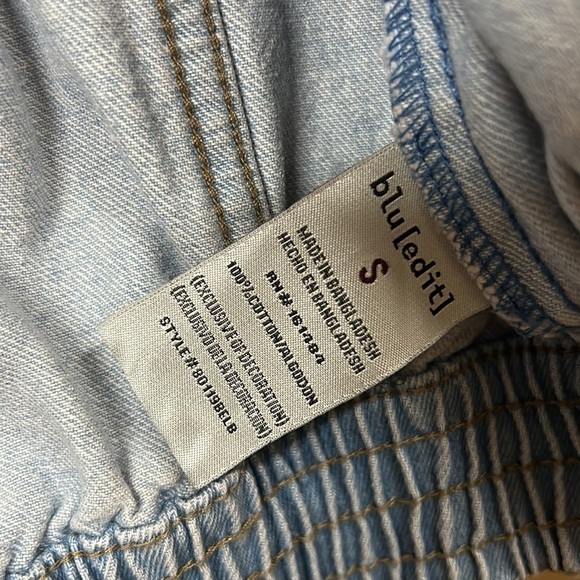 blu[edit]
S
MADE IN BANGLADESH
HECHO EN BANGLADESH
RN# 161484
100%COTTON/ALGODON
(EXCLUSIVE OF DECORATION)
(EXCLUSIVO DE LA DECORACION)
STYLE# 80119BELB